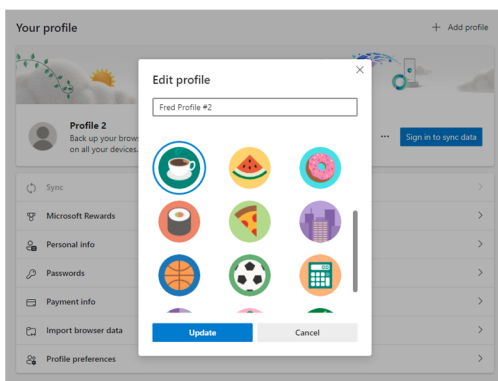 Your profile
+ Add profile
Edit profile
Fred Profile #2
Profile 2
Back up your brow
on all your devices.
Sign in to sync data
Sync
Microsoft Rewards
Personal info
Passwords
Payment info
Import browser data
Profile preferences
Update
Cancel